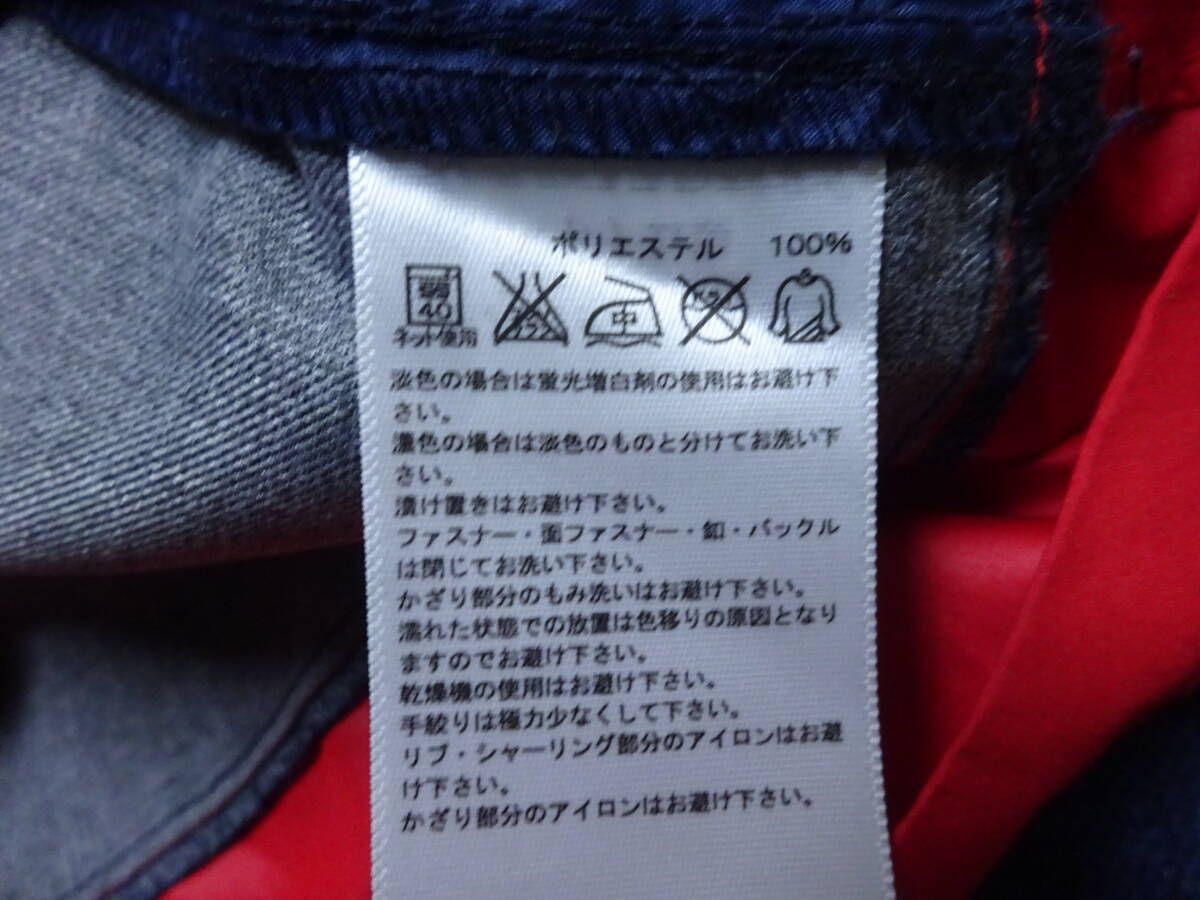 ポリエステル 100%
弱 40 中
ネット使用
淡色の場合は蛍光増白剤の使用はお避け下
さい。
濃色の場合は淡色のものと分けてお洗い下
さい。
漬け置きはお避け下さい。
ファスナー・面ファスナー・釦・バックル
は閉じてお洗い下さい。
かざり部分のもみ洗いはお避け下さい。
濡れた状態での放置は色移りの原因となり
ますのでお避け下さい。
乾燥機の使用はお避け下さい。
手絞りは極力少なくして下さい。
リブ・シャーリング部分のアイロンはお避
け下さい。
かざり部分のアイロンはお避け下さい。